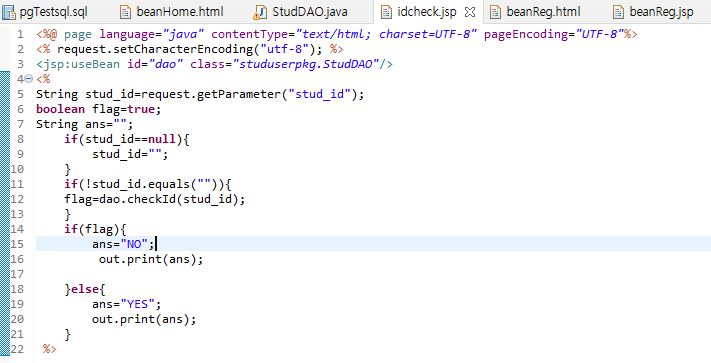 pgTestsql.sql beanHome.html StudDAO.java idcheck.jsp beanReg.html beanReg.jsp
1 <%@ page language="java" contentType="text/html; charset=UTF-8" pageEncoding="UTF-8"%>
2 <% request.setCharacterEncoding("utf-8"); %>
3 <jsp:useBean id="dao" class="studuserpkg.StudDAO"/>
4 <%
5 String stud_id=request.getParameter("stud_id");
6 boolean flag=true;
7 String ans="";
8 if(stud_id==null){
9 stud_id="";
10 }
11 if(!stud_id.equals("")){
12 flag=dao.checkId(stud_id);
13 }
14 if(flag){
15 ans="NO";
16 out.print(ans);
17
18 }else{
19 ans="YES";
20 out.print(ans);
21 }
22 %>